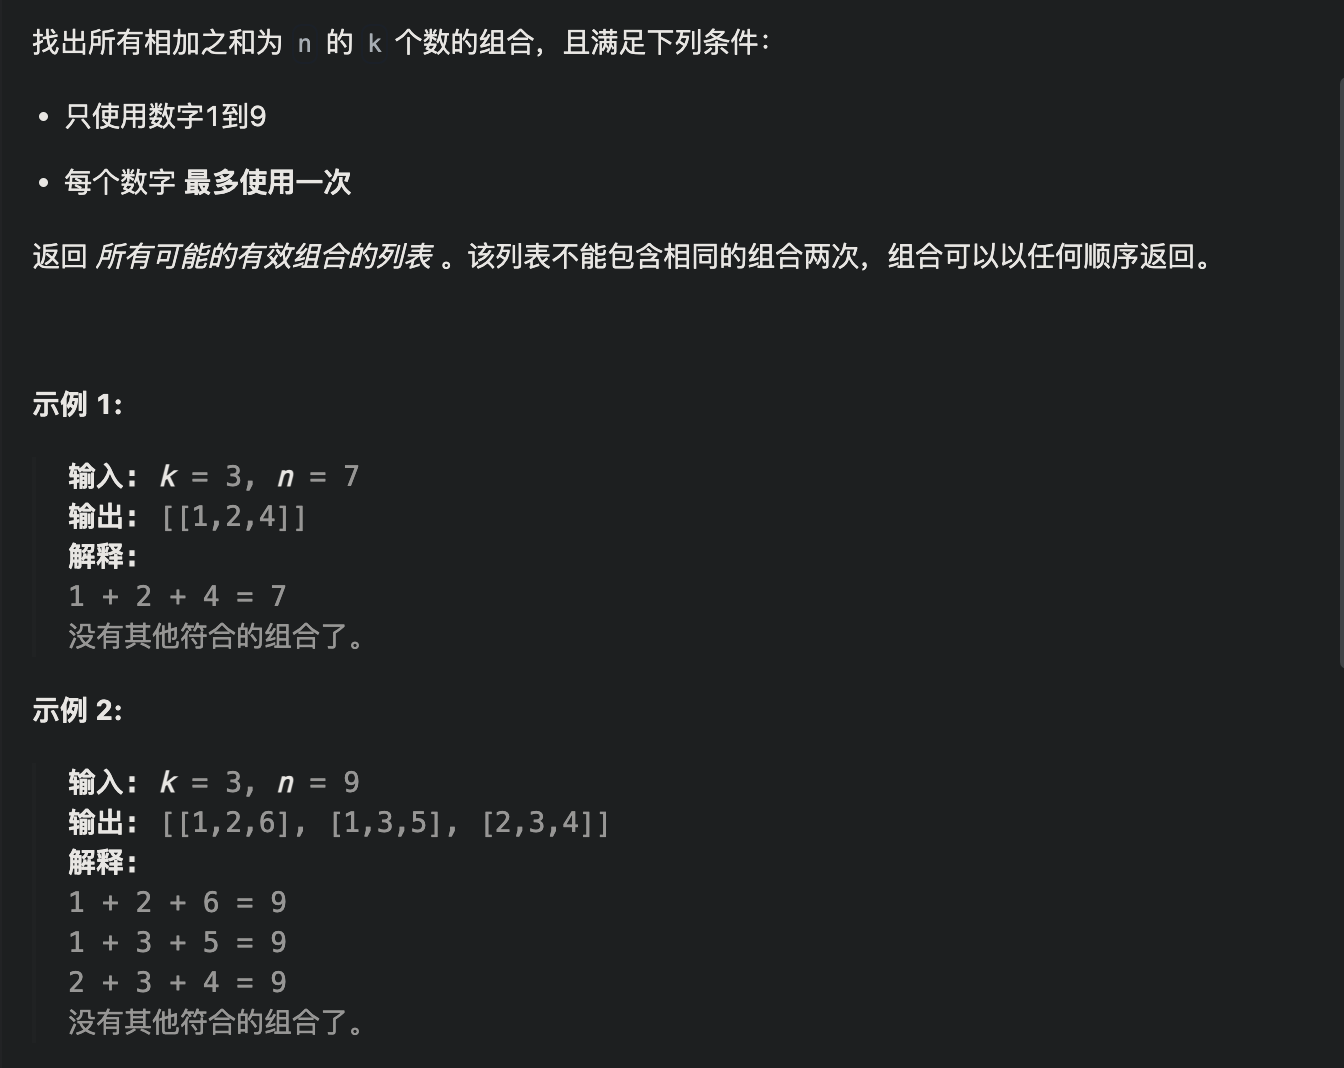 找出所有相加之和为 n 的 k 个数的组合，且满足下列条件：
• 只使用数字1到9
• 每个数字 最多使用一次
返回 所有可能的有效组合的列表 。该列表不能包含相同的组合两次，组合可以以任何顺序返回。
示例 1:
输入: k = 3, n = 7
输出: [[1,2,4]]
解释:
1 + 2 + 4 = 7
没有其他符合的组合了。
示例 2:
输入: k = 3, n = 9
输出: [[1,2,6], [1,3,5], [2,3,4]]
解释:
1 + 2 + 6 = 9
1 + 3 + 5 = 9
2 + 3 + 4 = 9
没有其他符合的组合了。